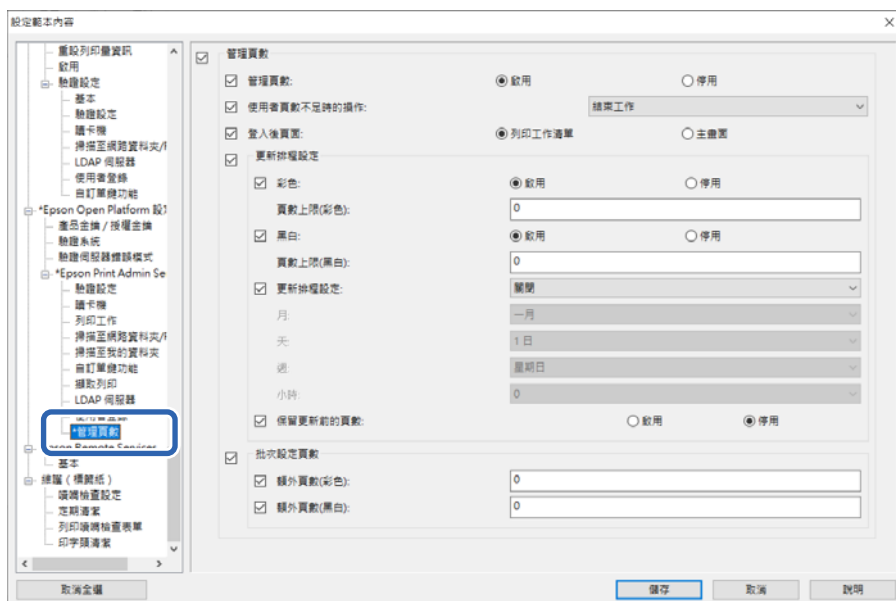 設定範本內容
重設列印量資訊
啟用
驗證設定
基本
驗證設定
讀卡機
掃描至網路資料夾/F
LDAP 伺服器
使用者登錄
自訂單鍵功能
*Epson Open Platform 設定
產品金鑰 / 授權金鑰
驗證系統
驗證伺服器錯誤模式
*Epson Print Admin Se
驗證設定
讀卡機
列印工作
掃描至網路資料夾/F
掃描至我的資料夾
自訂單鍵功能
擷取列印
LDAP 伺服器
使用者登錄
*管理頁數
Epson Remote Services
基本
維護 ( 標籤紙 )
噴嘴檢查設定
定期清潔
列印噴嘴檢查表單
印字頭清潔
取消全選
管理頁數
管理頁數: 啟用 停用
使用者頁數不足時的操作: 結束工作
登入後頁面: 列印工作清單 主畫面
更新排程設定
彩色: 啟用 停用
頁數上限(彩色): 0
黑白: 啟用 停用
頁數上限(黑白): 0
更新排程設定: 關閉
月: 一月
天: 1 日
週: 星期日
小時: 0
保留更新前的頁數: 啟用 停用
批次設定頁數
額外頁數(彩色): 0
額外頁數(黑白): 0
儲存 取消 說明